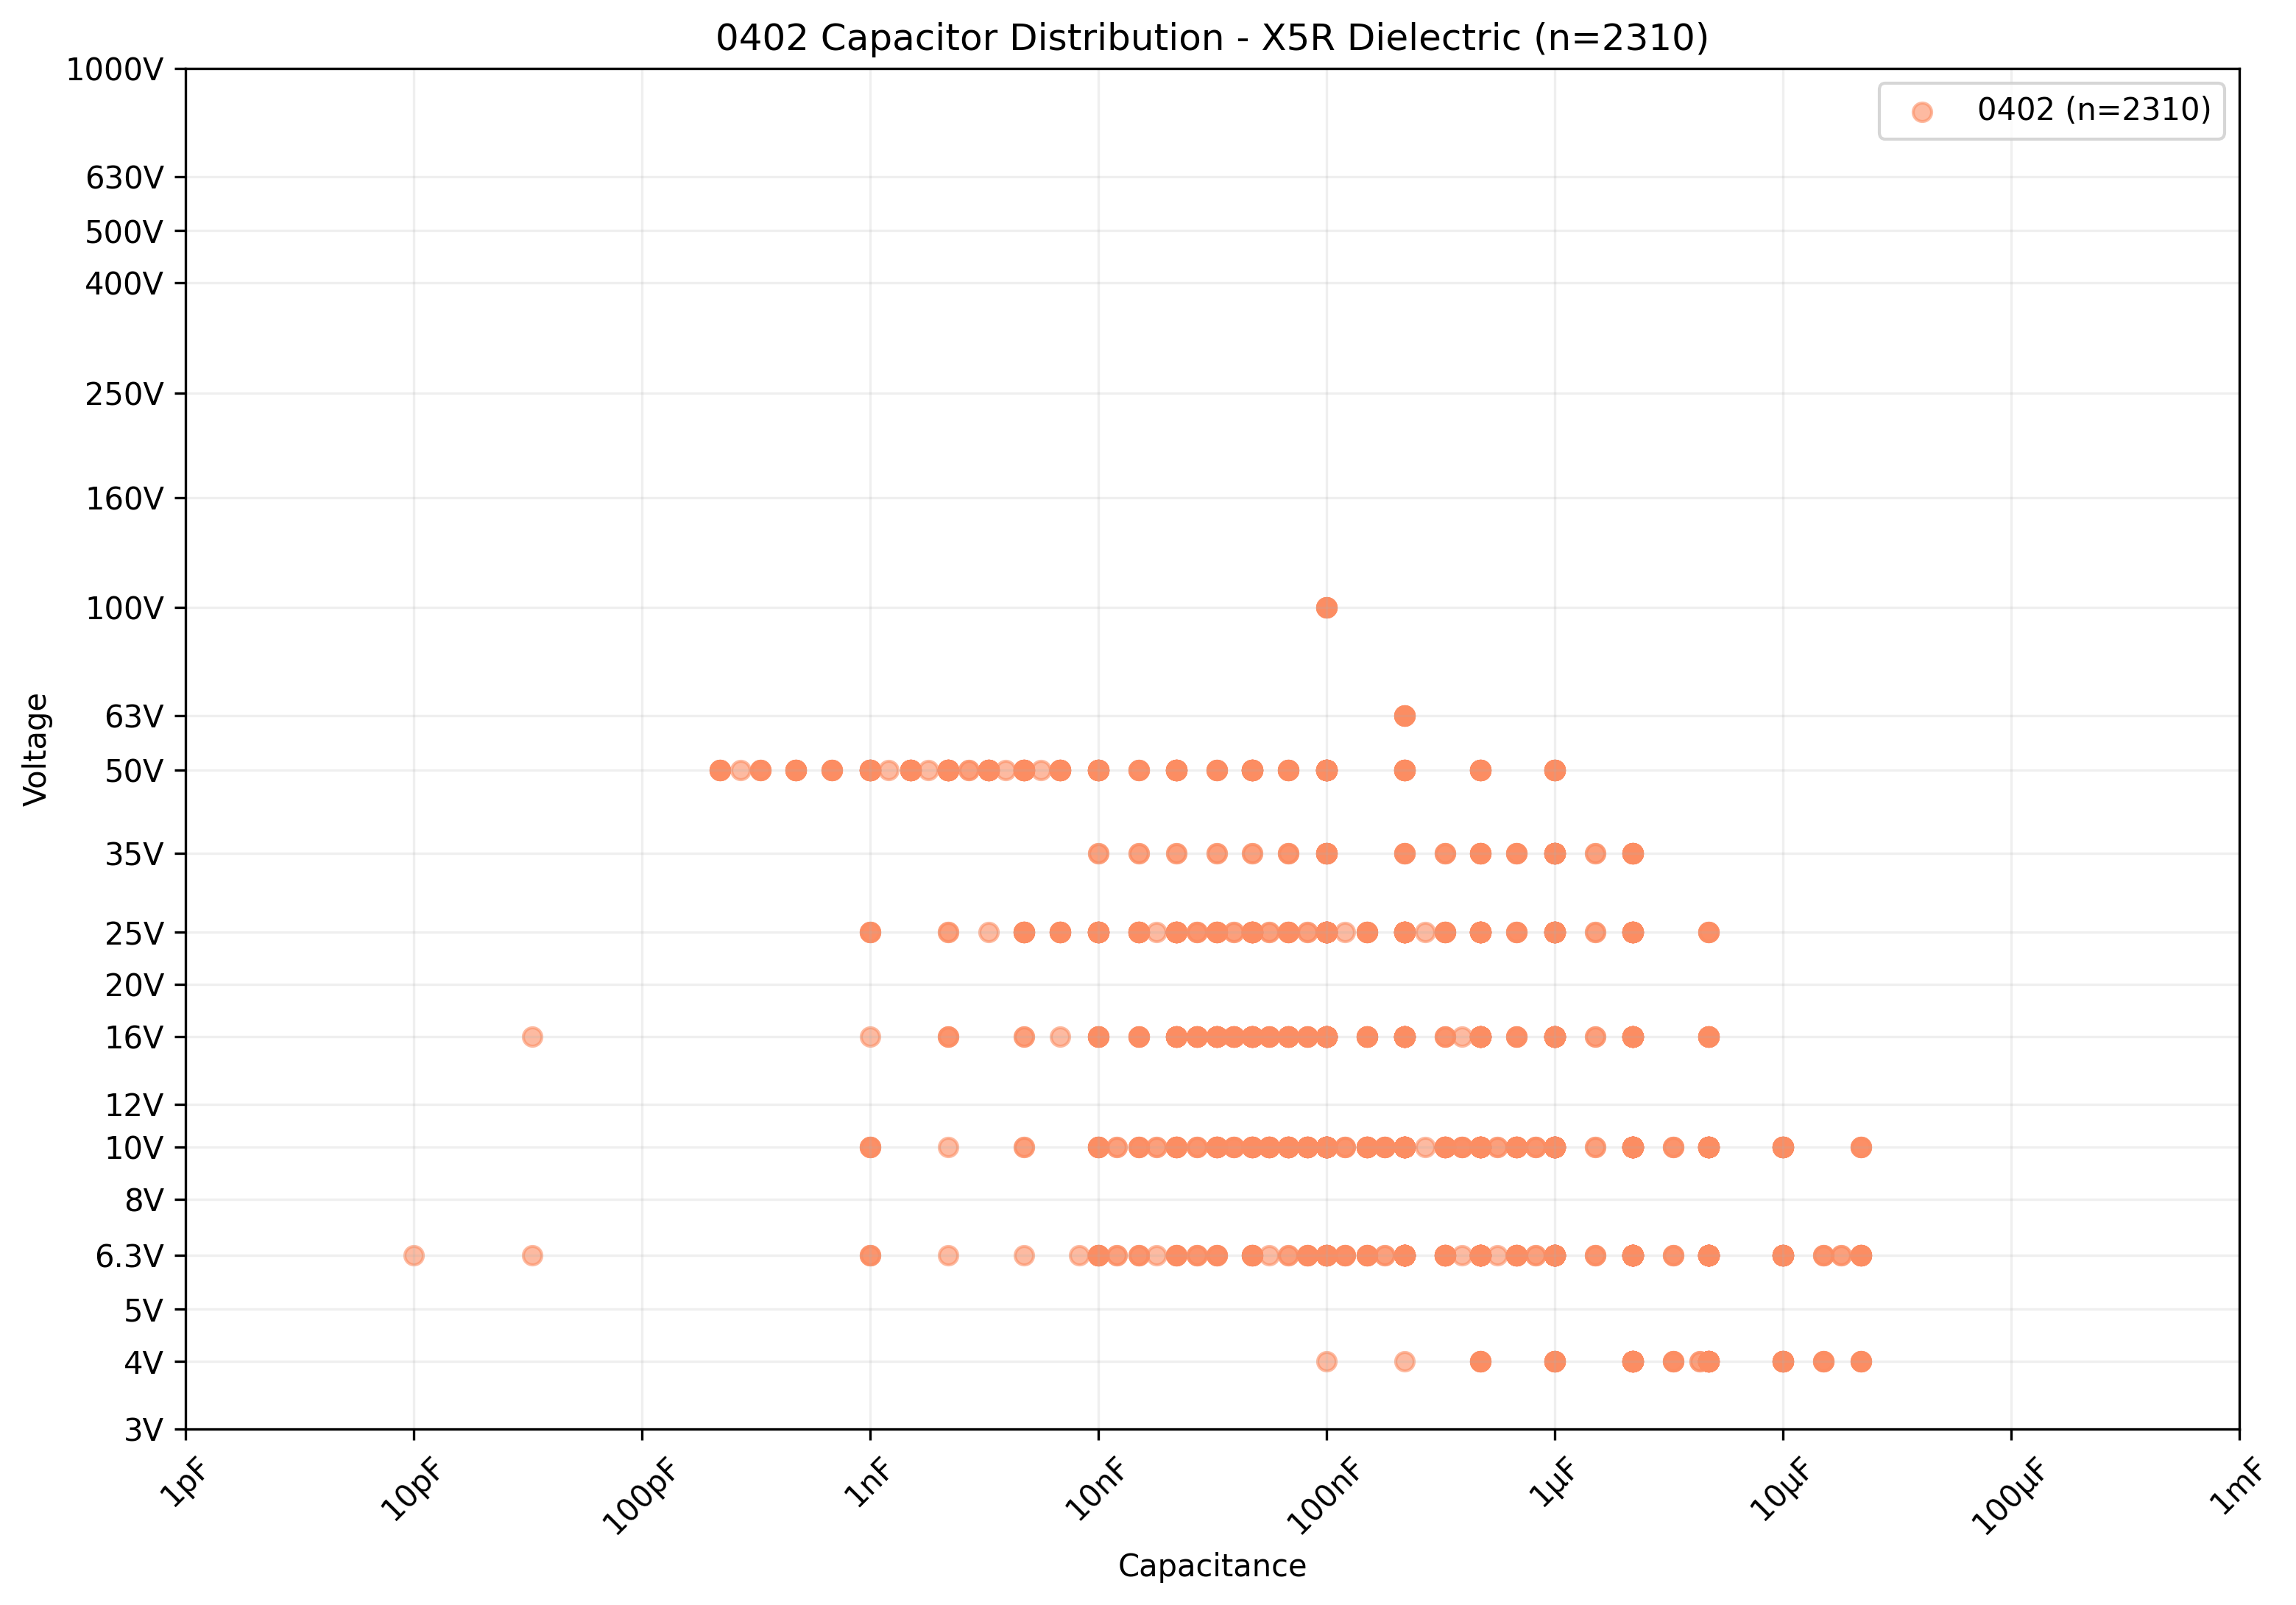 0402 Capacitor Distribution - X5R Dielectric (n=2310)
0402 (n=2310)
Voltage
1000V
630V
500V
400V
250V
160V
100V
63V
50V
35V
25V
20V
16V
12V
10V
8V
6.3V
5V
4V
3V
1pF
10pF
100pF
1nF
10nF
100nF
1μF
10μF
100μF
1mF
Capacitance